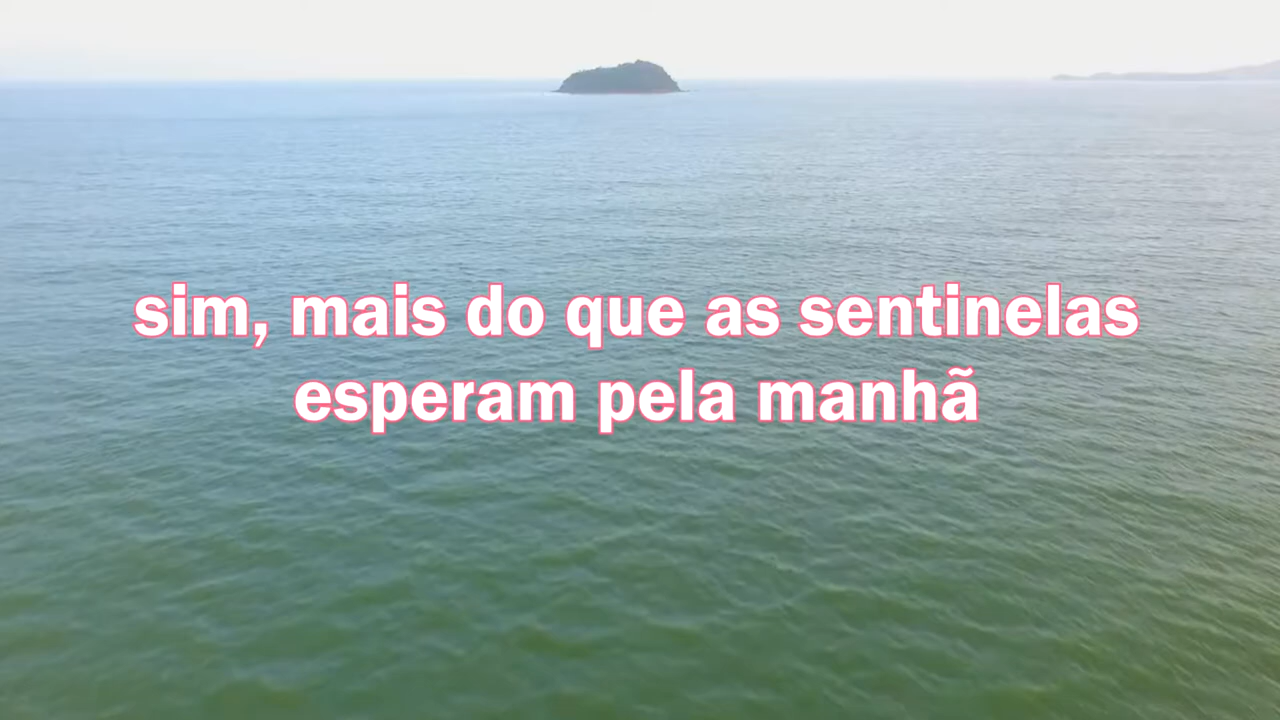 sim, mais do que as sentinelas
esperam pela manhã